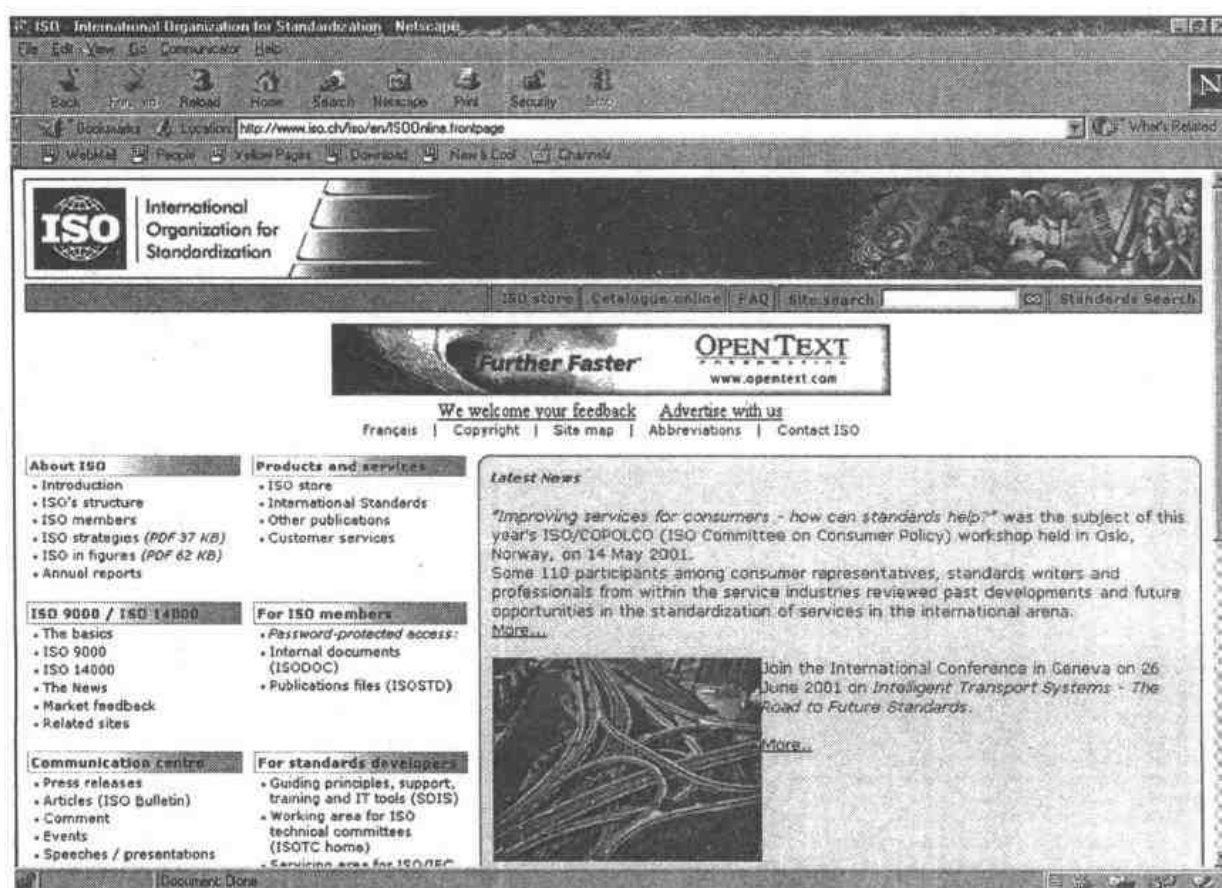 ISO - International Organization for Standardization - Netscape
File Edit View Go Communicator Help
Back Forward Reload Home Search Netscape Print Security Stop
N
Bookmarks Location: http://www.iso.ch/iso/en/ISOOnline.frontpage What's Related
WebMail People Yellow Pages Download New & Cool Channels
ISO
International
Organization for
Standardization
ISO store Catalogue online FAQ Site search GO Standards Search
Further Faster
OPEN TEXT
www.opentext.com
We welcome your feedback Advertise with us
Français | Copyright | Site map | Abbreviations | Contact ISO
About ISO
• Introduction
• ISO's structure
• ISO members
• ISO strategies (PDF 37 KB)
• ISO in figures (PDF 62 KB)
• Annual reports
Products and services
• ISO store
• International Standards
• Other publications
• Customer services
ISO 9000 / ISO 14000
• The basics
• ISO 9000
• ISO 14000
• The News
• Market feedback
• Related sites
For ISO members
• Password-protected access:
• Internal documents
(ISODOC)
• Publications files (ISOSTD)
Communication centre
• Press releases
• Articles (ISO Bulletin)
• Comment
• Events
• Speeches / presentations
For standards developers
• Guiding principles, support,
training and IT tools (SDIS)
• Working area for ISO
technical committees
(ISOTC home)
• Servicing area for ISO/IEC
Latest News
"Improving services for consumers - how can standards help?" was the subject of this
year's ISO/COPOLCO (ISO Committee on Consumer Policy) workshop held in Oslo,
Norway, on 14 May 2001.
Some 110 participants among consumer representatives, standards writers and
professionals from within the service industries reviewed past developments and future
opportunities in the standardization of services in the international arena.
More...
Join the International Conference in Geneva on 26
June 2001 on Intelligent Transport Systems - The
Road to Future Standards.
More..
Document: Done